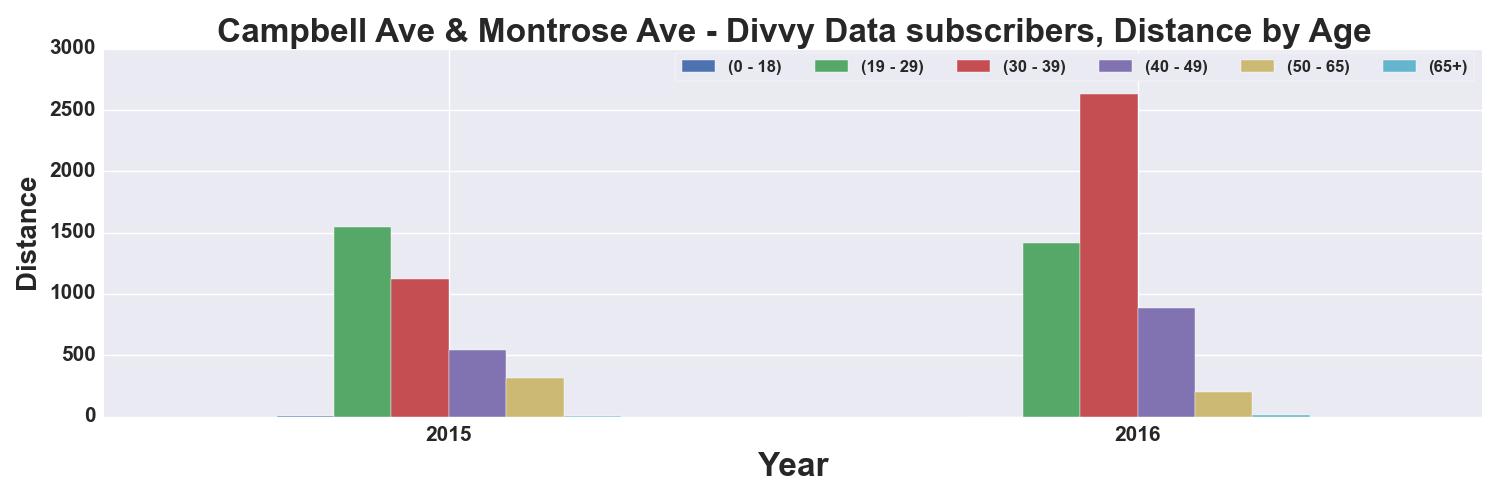 Campbell Ave & Montrose Ave - Divvy Data subscribers, Distance by Age
(0 - 18) (19 - 29) (30 - 39) (40 - 49) (50 - 65) (65+)
3000
2500
2000
1500
1000
500
0
Distance
2015 2016
Year